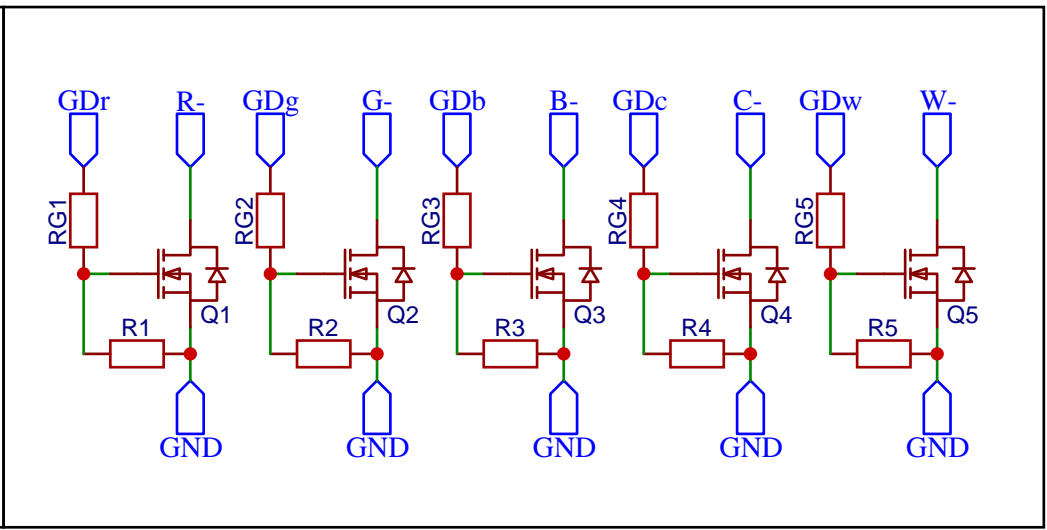 GDr R- GDg G- GDb B- GDc C- GDw W-
RG1 RG2 RG3 RG4 RG5
Q1 Q2 Q3 Q4 Q5
R1 R2 R3 R4 R5
GND GND GND GND GND